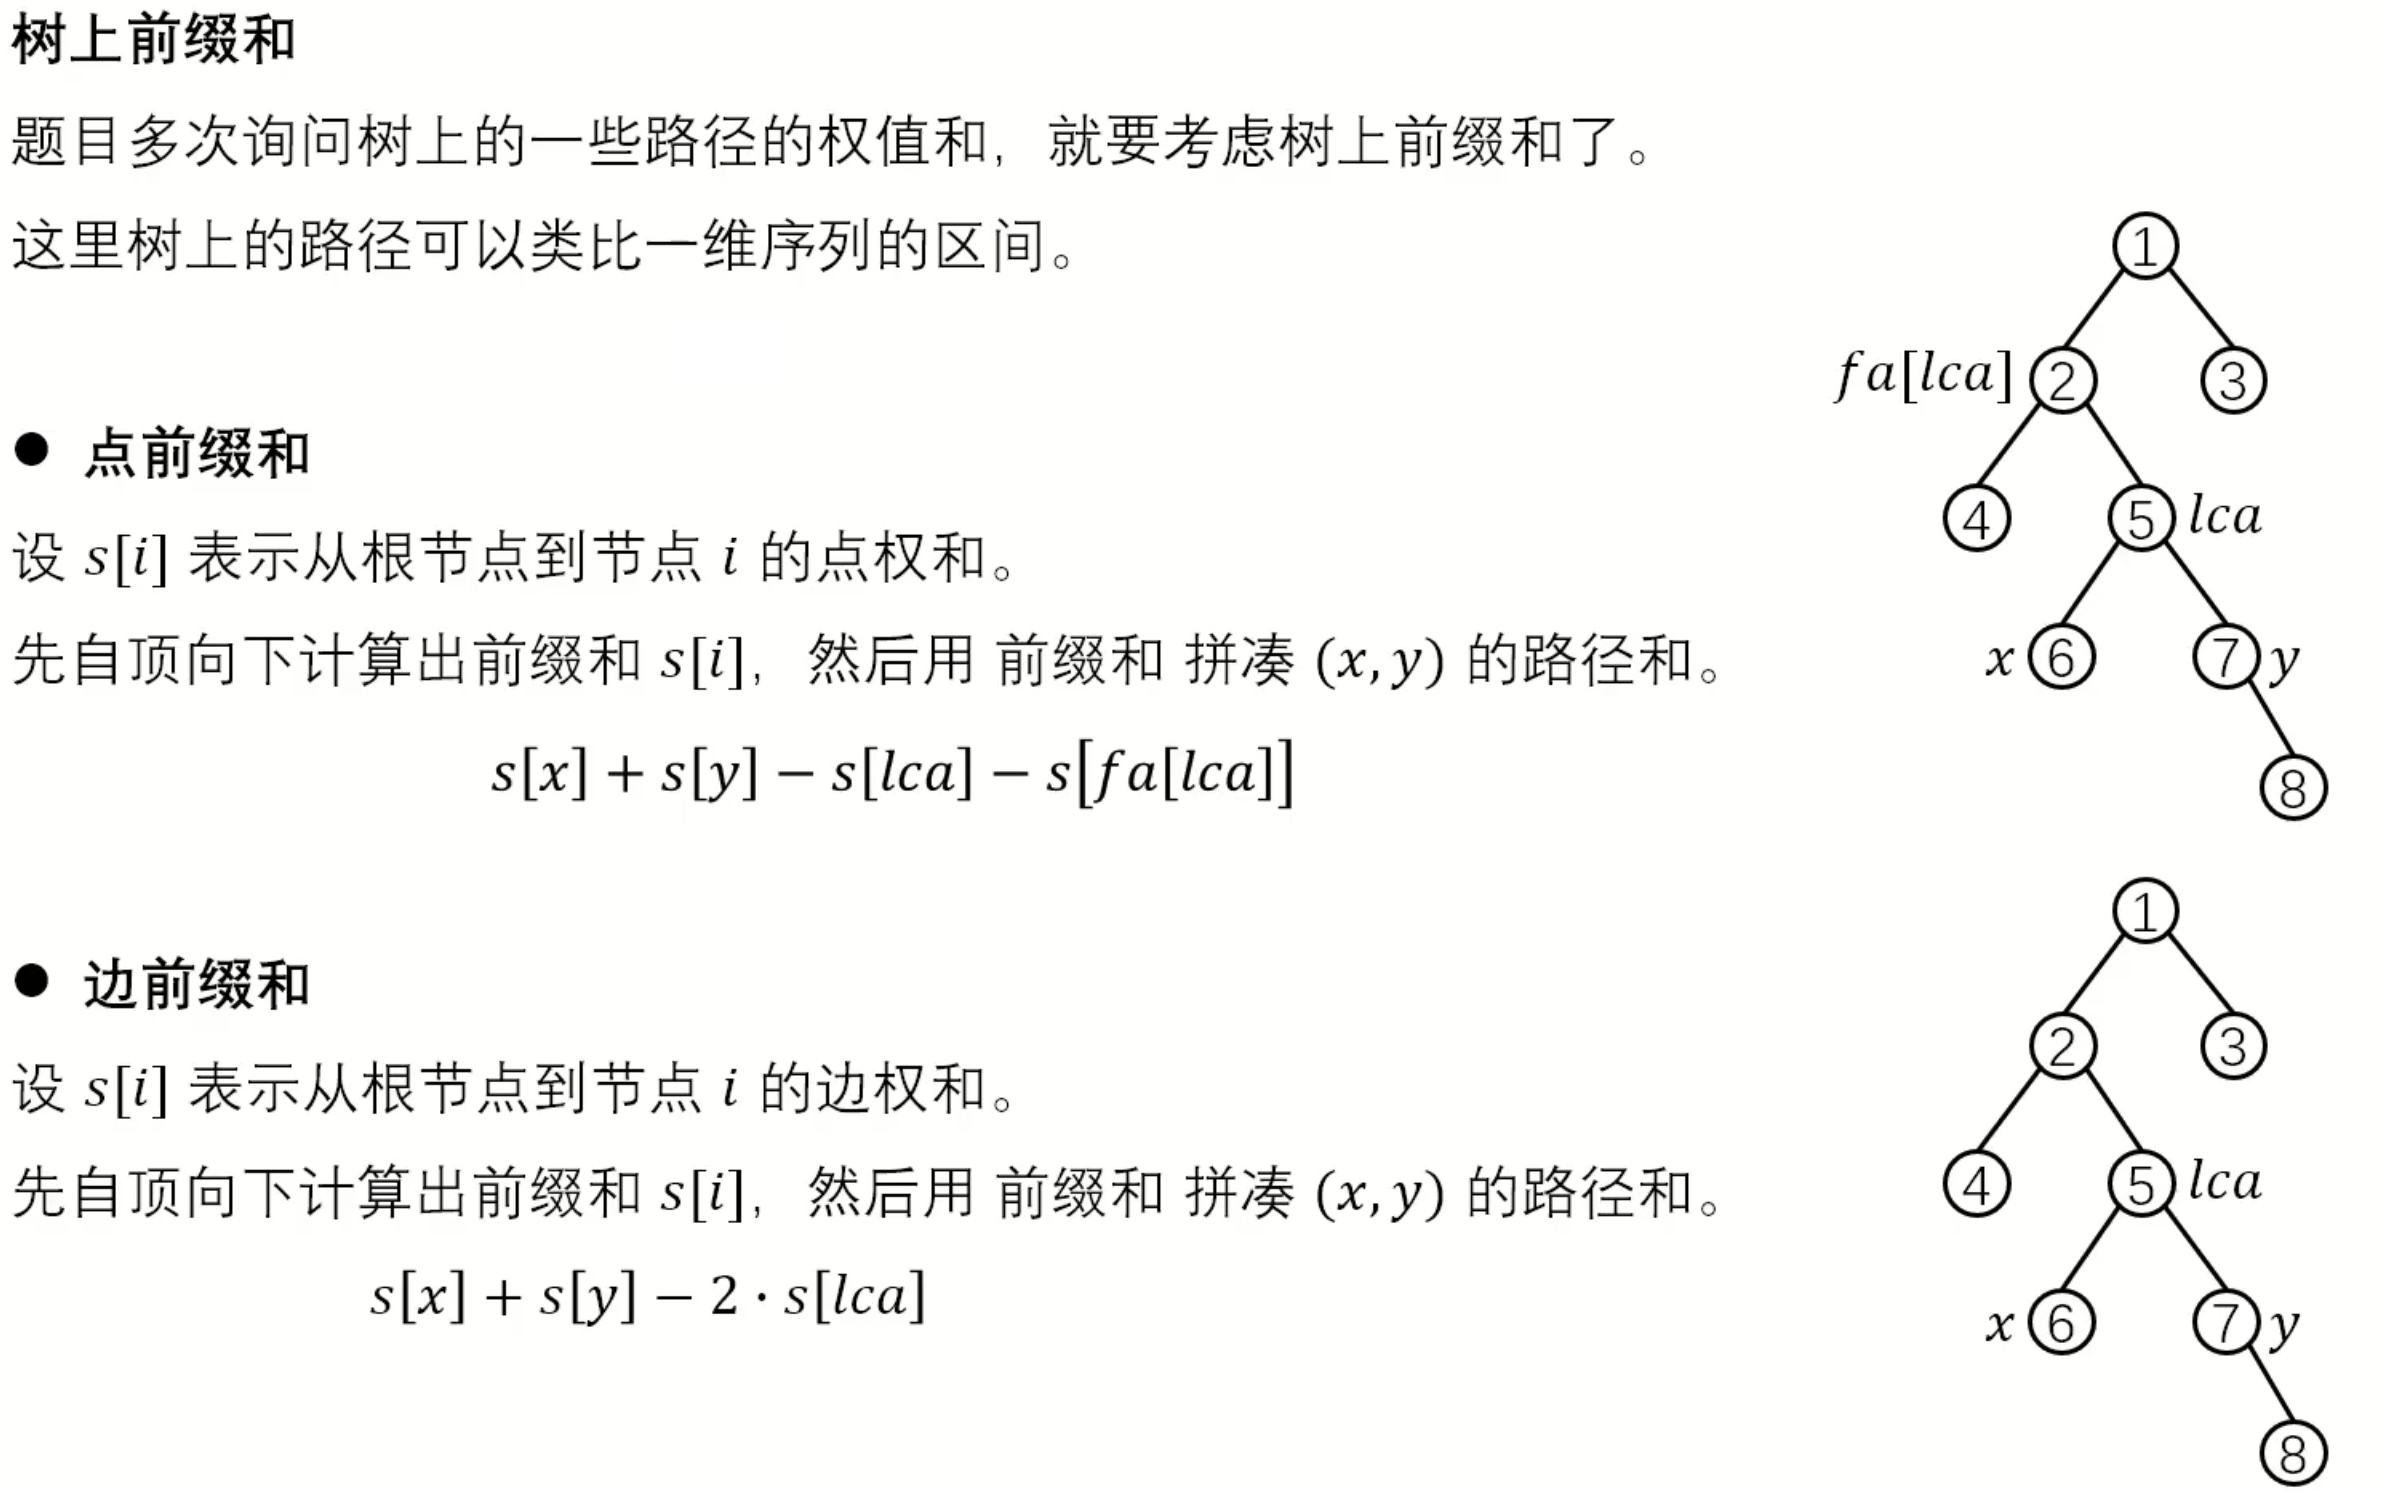 树上前缀和
题目多次询问树上的一些路径的权值和，就要考虑树上前缀和了。
这里树上的路径可以类比一维序列的区间。
● 点前缀和
设 s[i] 表示从根节点到节点 i 的点权和。
先自顶向下计算出前缀和 s[i]，然后用 前缀和 拼凑 (x, y) 的路径和。
s[x] + s[y] − s[lca] − s[fa[lca]]
1
fa[lca] 2 3
4 5 lca
x 6 7 y
8
● 边前缀和
设 s[i] 表示从根节点到节点 i 的边权和。
先自顶向下计算出前缀和 s[i]，然后用 前缀和 拼凑 (x, y) 的路径和。
s[x] + s[y] − 2 · s[lca]
1
2 3
4 5 lca
x 6 7 y
8